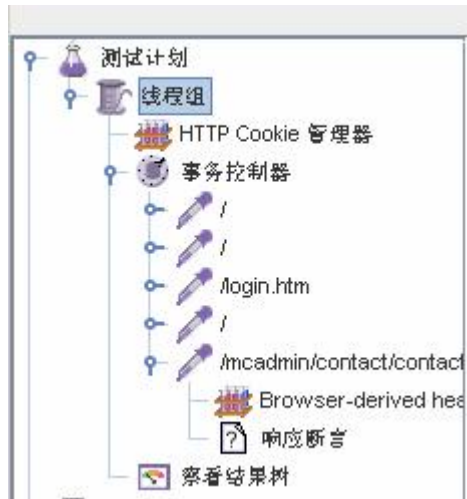 测试计划
线程组
HTTP Cookie 管理器
事务控制器
/
/
/login.htm
/
/mcadmin/contact/contact
Browser-derived hea
响应断言
察看结果树